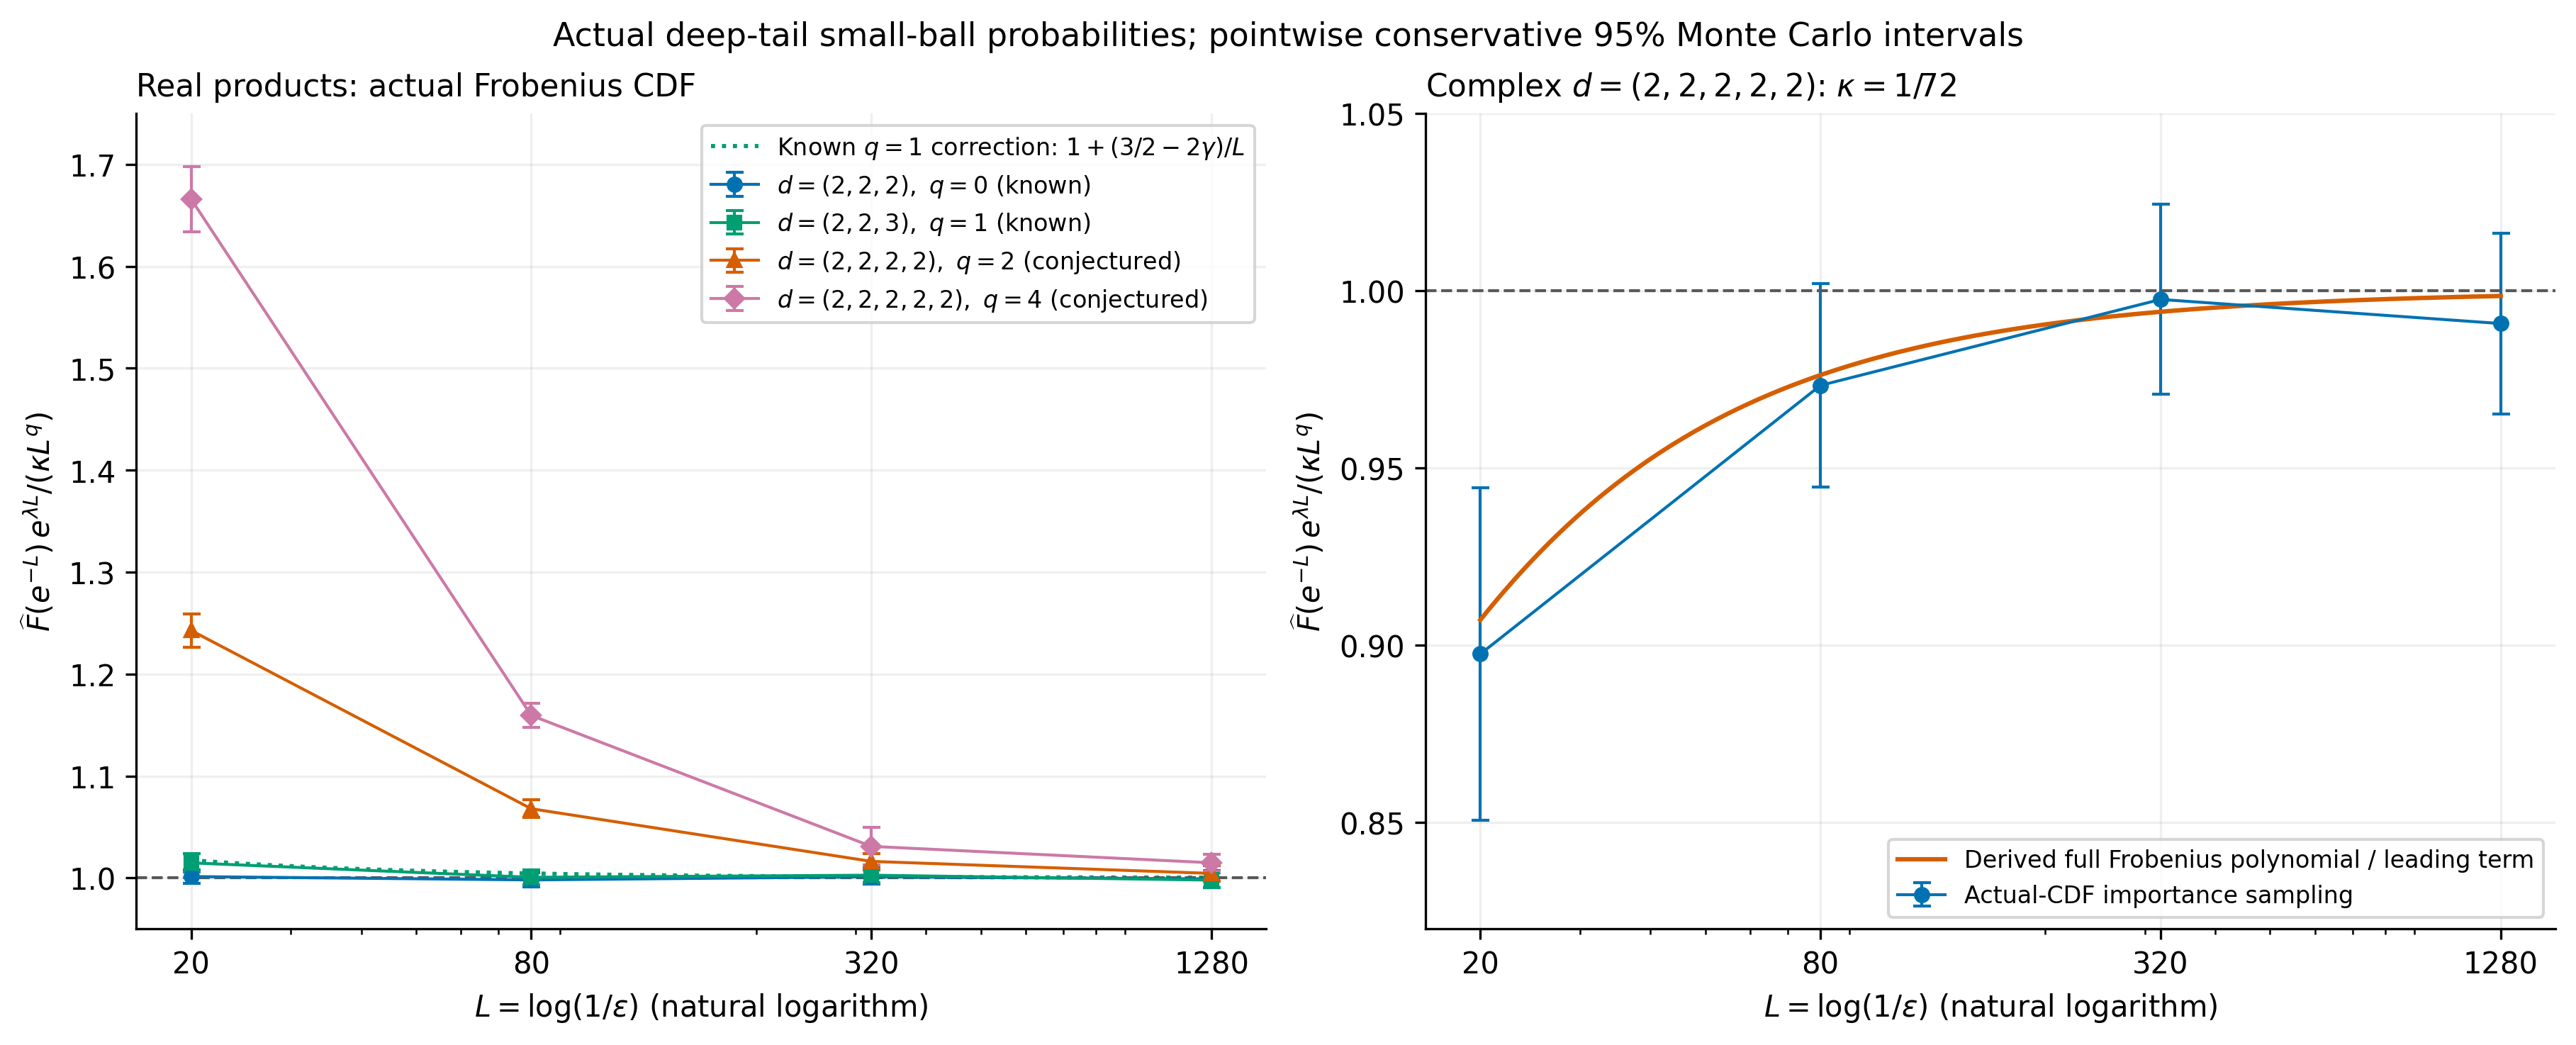 Actual deep-tail small-ball probabilities; pointwise conservative 95% Monte Carlo intervals
Real products: actual Frobenius CDF
1.7
1.6
1.5
1.4
1.3
1.2
1.1
1.0
F̂(e^{−L}) e^{λL}/(κL^q)
Known q = 1 correction: 1 + (3/2 − 2γ)/L
d = (2, 2, 2), q = 0 (known)
d = (2, 2, 3), q = 1 (known)
d = (2, 2, 2, 2), q = 2 (conjectured)
d = (2, 2, 2, 2, 2), q = 4 (conjectured)
20 80 320 1280
L = log(1/ε) (natural logarithm)
Complex d = (2, 2, 2, 2, 2): κ = 1/72
1.05
1.00
0.95
0.90
0.85
F̂(e^{−L}) e^{λL}/(κL^q)
Derived full Frobenius polynomial / leading term
Actual-CDF importance sampling
20 80 320 1280
L = log(1/ε) (natural logarithm)